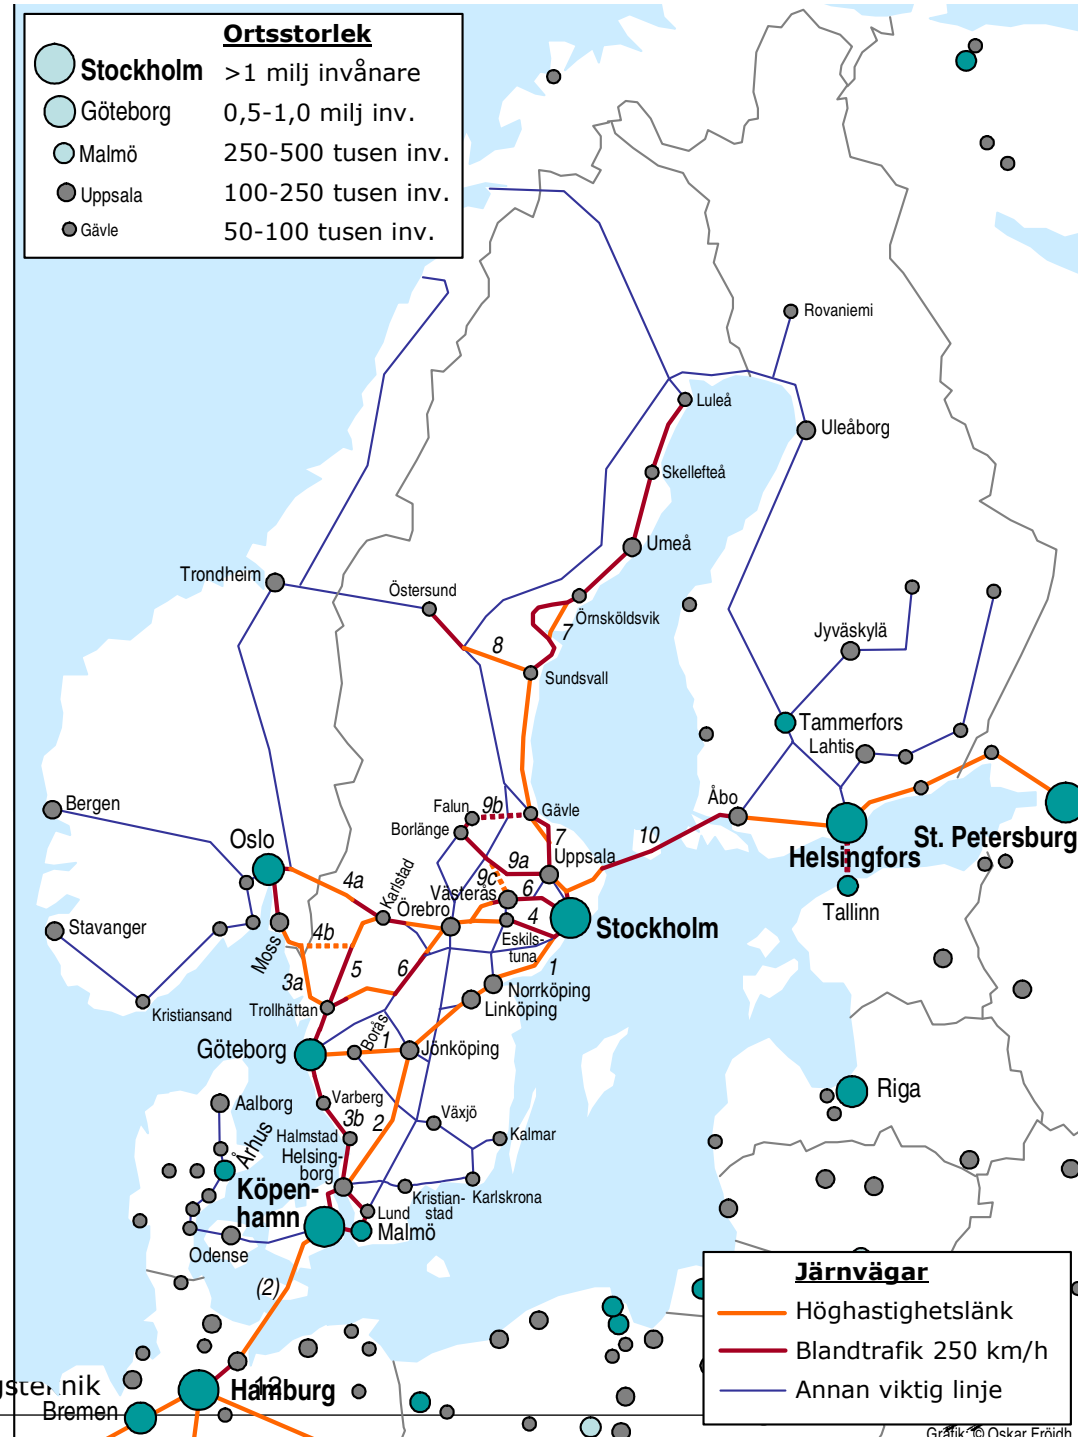 Ortsstorlek
Stockholm >1 milj invånare
Göteborg 0,5-1,0 milj inv.
Malmö 250-500 tusen inv.
Uppsala 100-250 tusen inv.
Gävle 50-100 tusen inv.
Rovaniemi
Luleå
Uleåborg
Skellefteå
Umeå
Trondheim
Östersund
Örnsköldsvik
7
8
Jyväskylä
Sundsvall
Tammerfors
Lahtis
Bergen
Falun
9b
Gävle
Åbo
Borlänge
7
10
Oslo
9a
Uppsala
Helsingfors
St. Petersburg
4a
Karlstad
Västerås
9c
6
Örebro
4
Stockholm
Tallinn
Stavanger
Moss
4b
Eskils-
tuna
5
6
1
3a
Norrköping
Kristiansand
Trollhättan
Linköping
Göteborg
Borås
1
Jönköping
Riga
Aalborg
Varberg
3b
2
Växjö
Århus
Halmstad
Kalmar
Helsing-
borg
Köpen-
hamn
Kristian-
stad
Karlskrona
Lund
Malmö
Odense
(2)
Järnvägar
Höghastighetslänk
Blandtrafik 250 km/h
Annan viktig linje
gsteknik
Hamburg
12
Bremen
Grafik: © Oskar Fröidh